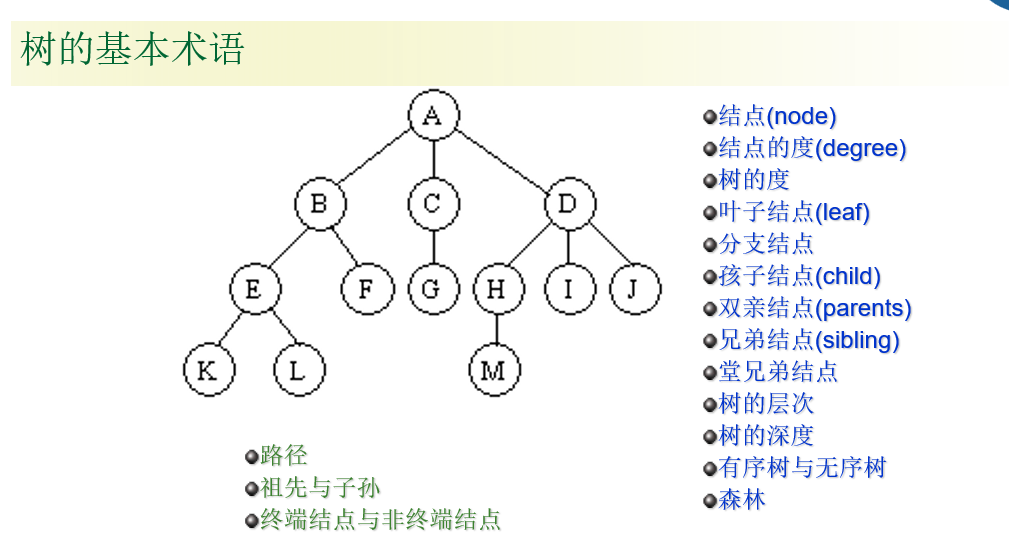 树的基本术语
A
B C D
E F G H I J
K L M
结点(node)
结点的度(degree)
树的度
叶子结点(leaf)
分支结点
孩子结点(child)
双亲结点(parents)
兄弟结点(sibling)
堂兄弟结点
树的层次
树的深度
有序树与无序树
森林
路径
祖先与子孙
终端结点与非终端结点